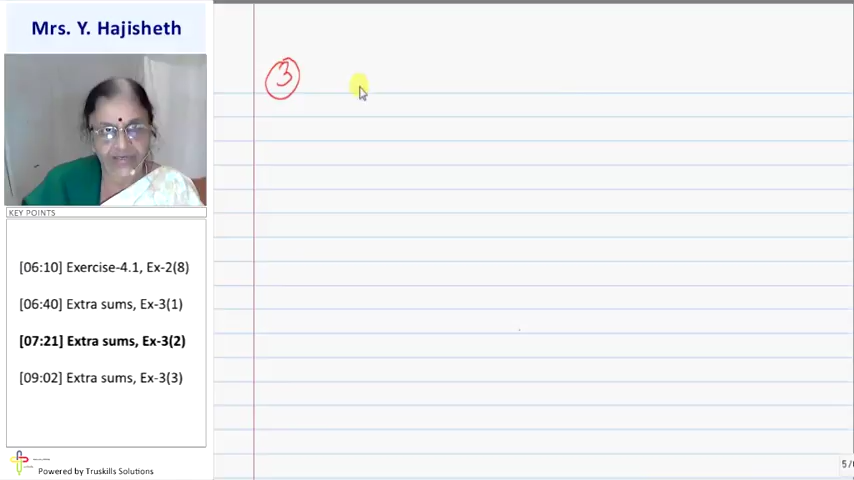 Mrs. Y. Hajisheth
3
KEY POINTS
[06:10] Exercise-4.1, Ex-2(8)
[06:40] Extra sums, Ex-3(1)
[07:21] Extra sums, Ex-3(2)
[09:02] Extra sums, Ex-3(3)
Powered by Truskills Solutions